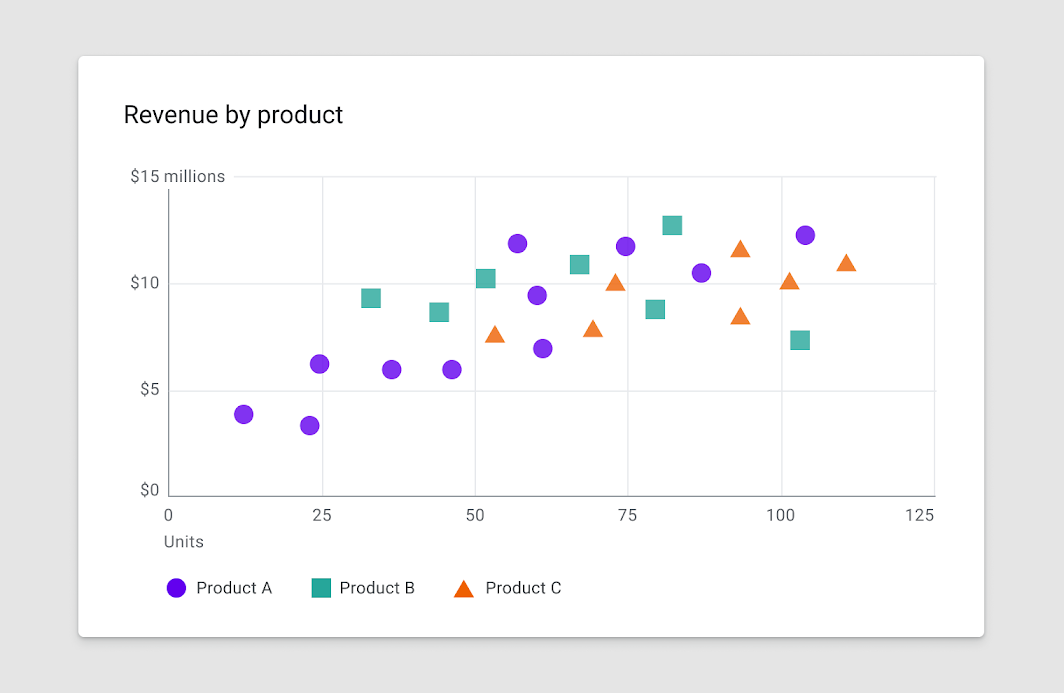 Revenue by product
$15 millions
$10
$5
$0
0 25 50 75 100 125
Units
Product A Product B Product C